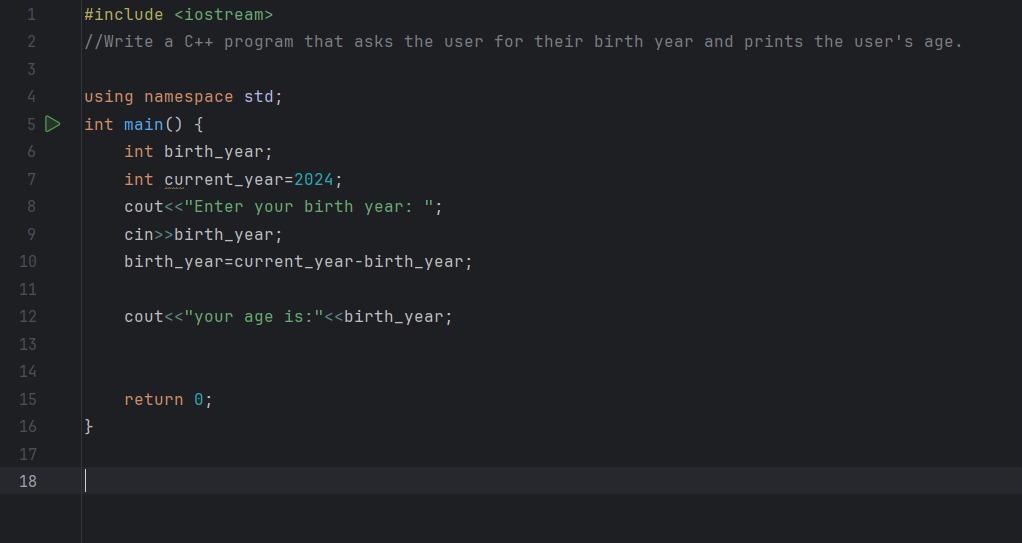 1 #include <iostream>
2 //Write a C++ program that asks the user for their birth year and prints the user's age.
3
4 using namespace std;
5 int main() {
6     int birth_year;
7     int current_year=2024;
8     cout<<"Enter your birth year: ";
9     cin>>birth_year;
10     birth_year=current_year-birth_year;
11
12     cout<<"your age is:"<<birth_year;
13
14
15     return 0;
16 }
17
18